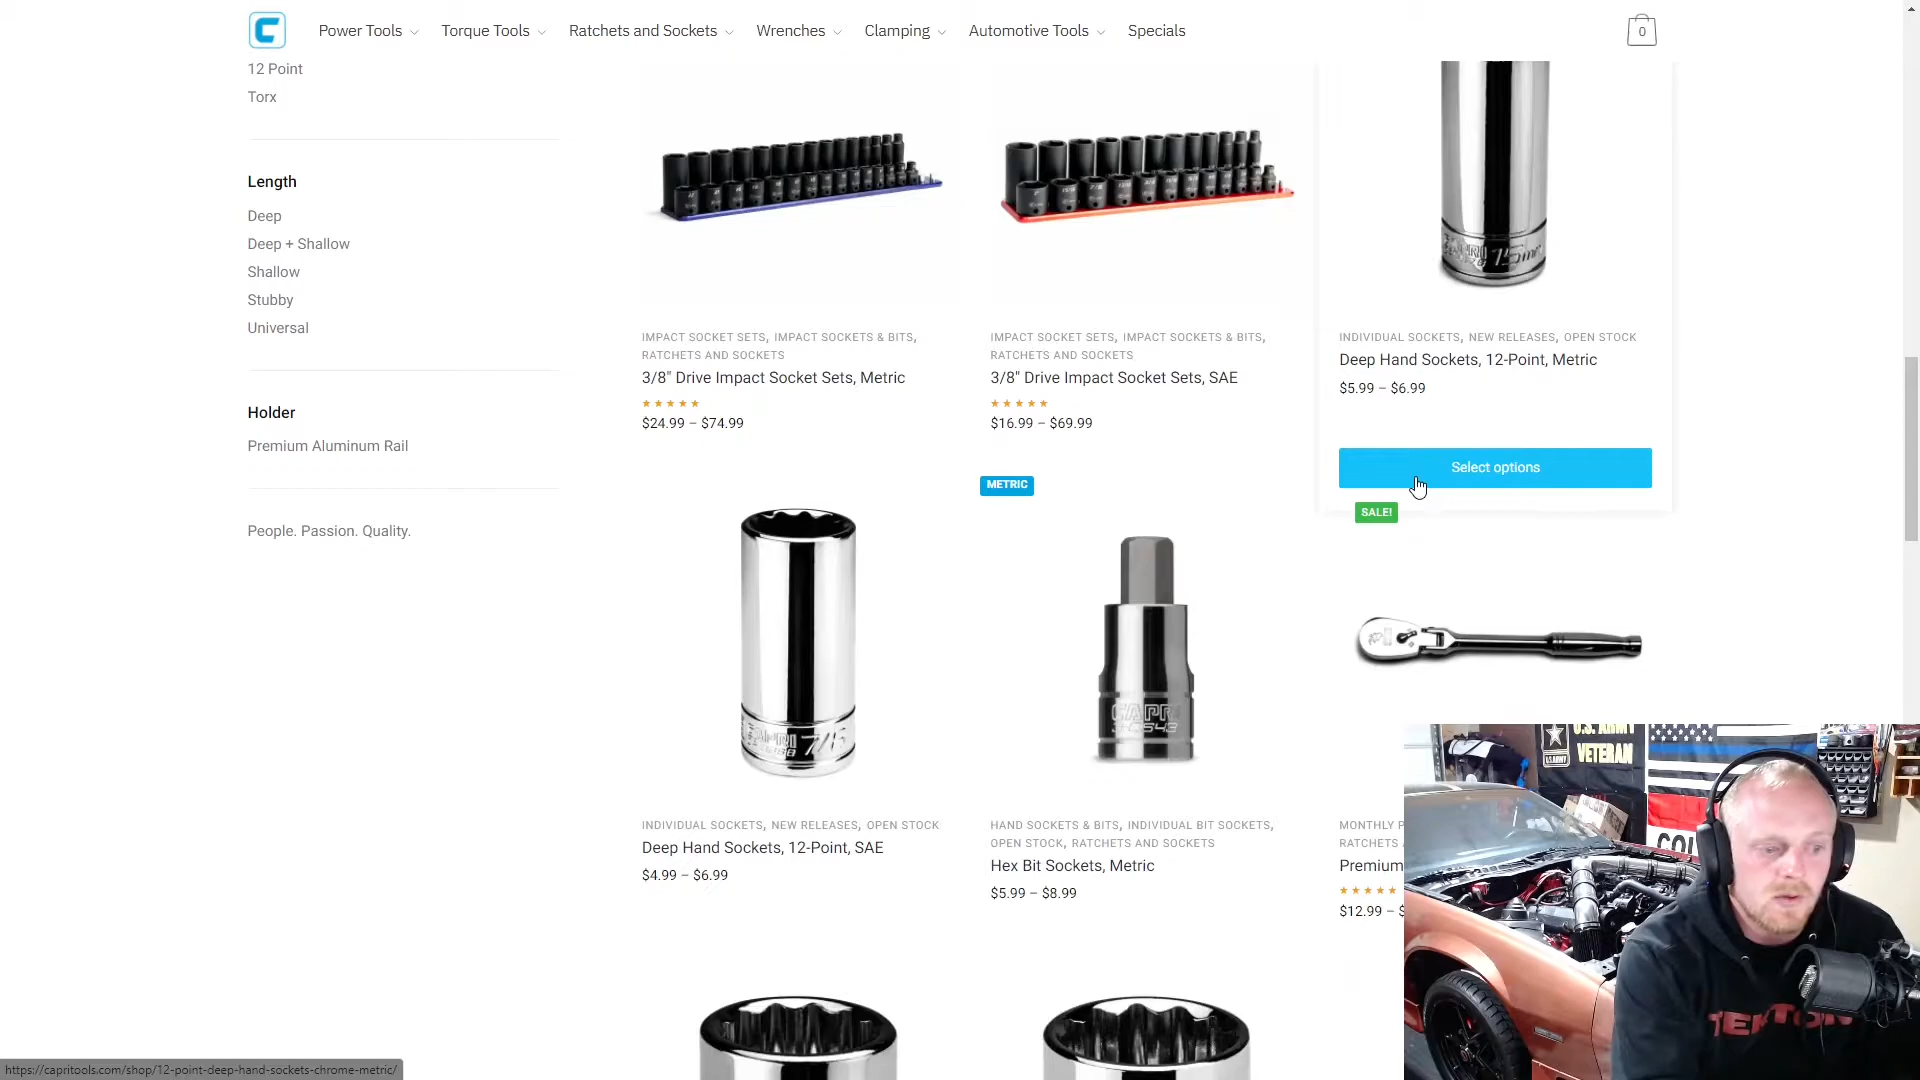 Power Tools
Torque Tools
Ratchets and Sockets
Wrenches
Clamping
Automotive Tools
Specials
0
12 Point
Torx
Length
Deep
Deep + Shallow
Shallow
Stubby
Universal
Holder
Premium Aluminum Rail
People. Passion. Quality.
IMPACT SOCKET SETS, IMPACT SOCKETS & BITS,
RATCHETS AND SOCKETS
3/8" Drive Impact Socket Sets, Metric
$24.99 – $74.99
IMPACT SOCKET SETS, IMPACT SOCKETS & BITS,
RATCHETS AND SOCKETS
3/8" Drive Impact Socket Sets, SAE
$16.99 – $69.99
CAPRI 15mm
INDIVIDUAL SOCKETS, NEW RELEASES, OPEN STOCK
Deep Hand Sockets, 12-Point, Metric
$5.99 – $6.99
Select options
CAPRI
INDIVIDUAL SOCKETS, NEW RELEASES, OPEN STOCK
Deep Hand Sockets, 12-Point, SAE
$4.99 – $6.99
METRIC
CAPRI
HAND SOCKETS & BITS, INDIVIDUAL BIT SOCKETS,
OPEN STOCK, RATCHETS AND SOCKETS
Hex Bit Sockets, Metric
$5.99 – $8.99
SALE!
MONTHLY
RATCHETS
Premium
$12.99 –
U.S. ARMY
VETERAN
U.S. ARMY
TEKTON
https://capritools.com/shop/12-point-deep-hand-sockets-chrome-metric/